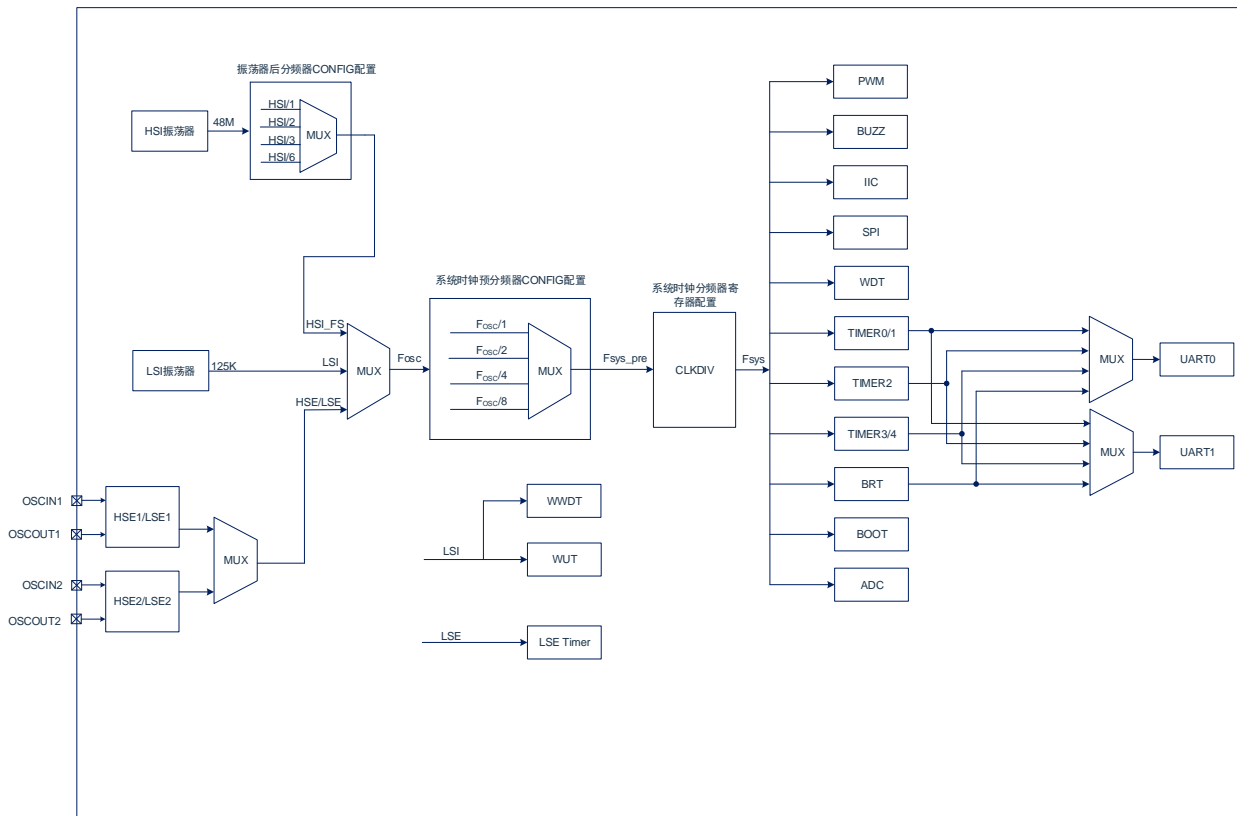 振荡器后分频器CONFIG配置
HSI振荡器
48M
HSI/1
HSI/2
HSI/3
HSI/6
MUX
HSI_FS
LSI振荡器
125K
LSI
HSE/LSE
MUX
Fosc
系统时钟预分频器CONFIG配置
Fosc/1
Fosc/2
Fosc/4
Fosc/8
MUX
Fsys_pre
系统时钟分频器寄
存器配置
CLKDIV
Fsys
PWM
BUZZ
IIC
SPI
WDT
TIMER0/1
TIMER2
TIMER3/4
BRT
BOOT
ADC
MUX
UART0
MUX
UART1
OSCIN1
OSCOUT1
HSE1/LSE1
OSCIN2
OSCOUT2
HSE2/LSE2
MUX
LSI
WWDT
WUT
LSE
LSE Timer